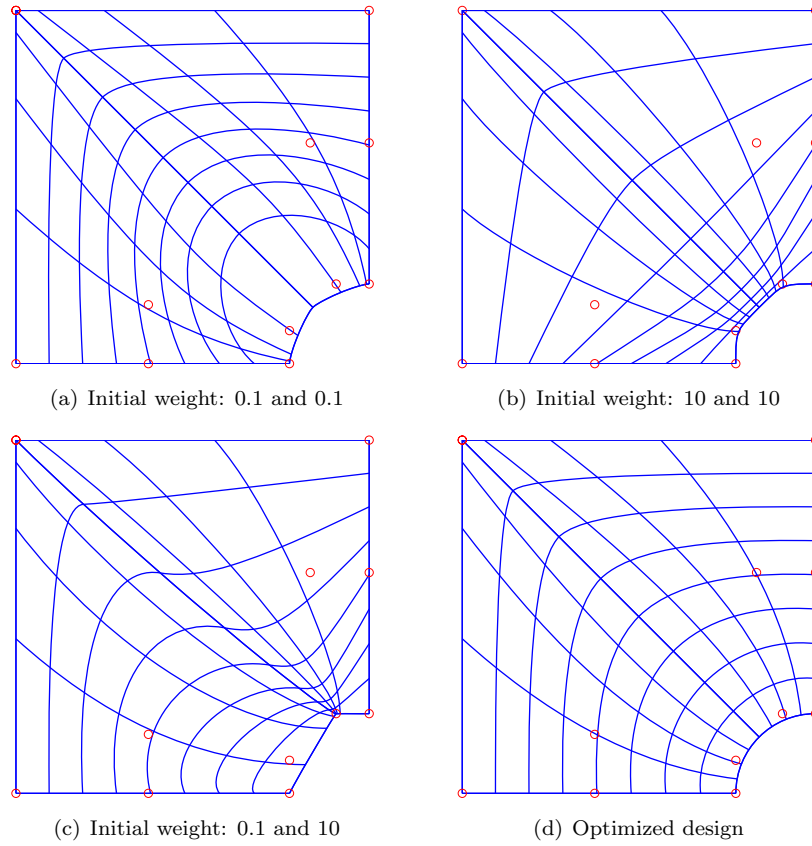 (a) Initial weight: 0.1 and 0.1
(b) Initial weight: 10 and 10
(c) Initial weight: 0.1 and 10
(d) Optimized design